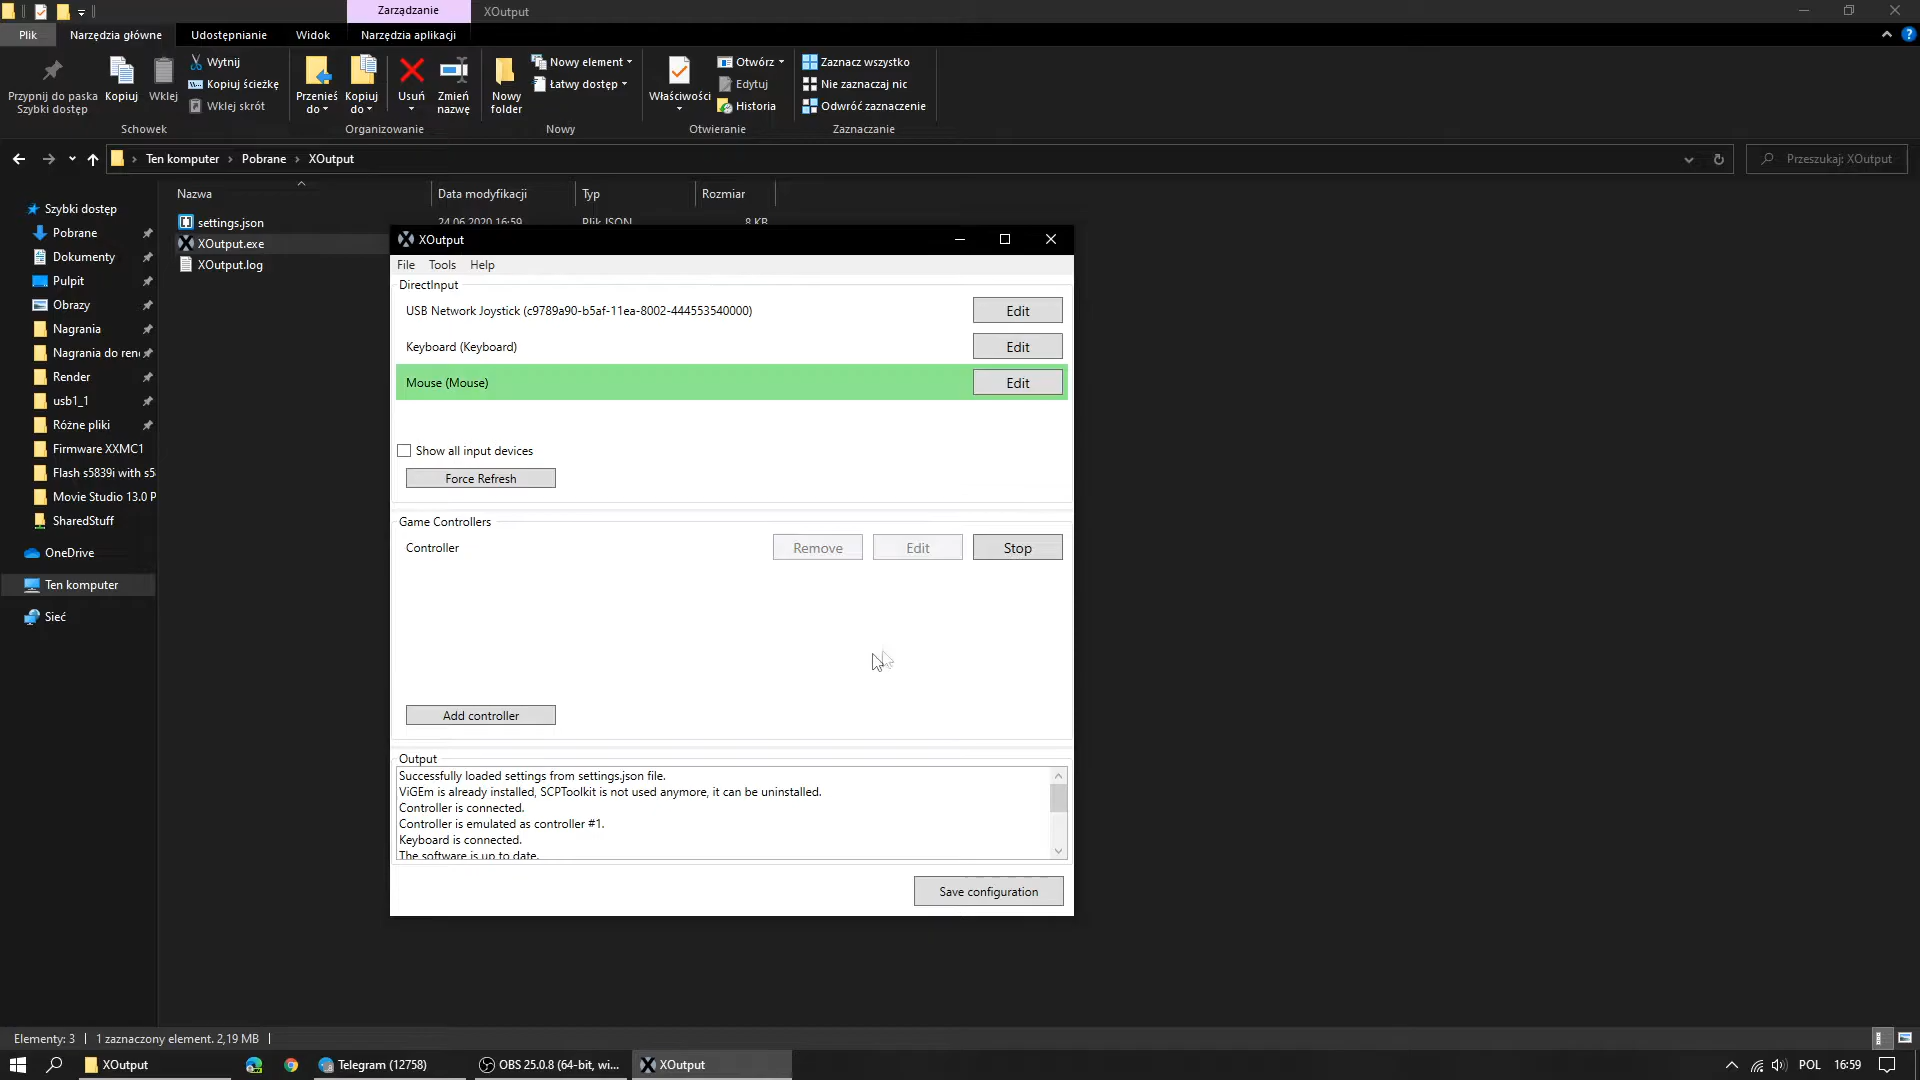 Zarządzanie
XOutput
Plik
Narzędzia główne
Udostępnianie
Widok
Narzędzia aplikacji
Przypnij do paska
Szybki dostęp
Kopiuj
Wklej
Wytnij
Kopiuj ścieżkę
Wklej skrót
Schowek
Przenieś
do
Kopiuj
do
Usuń
Zmień
nazwę
Organizowanie
Nowy
folder
Nowy element
Łatwy dostęp
Nowy
Właściwości
Otwórz
Edytuj
Historia
Otwieranie
Zaznacz wszystko
Nie zaznaczaj nic
Odwróć zaznaczenie
Zaznaczanie
Ten komputer
Pobrane
XOutput
Przeszukaj: XOutput
Nazwa
Data modyfikacji
Typ
Rozmiar
settings.json
24.06.2020 16:59
Plik JSON
8 KB
XOutput.exe
XOutput.log
Szybki dostęp
Pobrane
Dokumenty
Pulpit
Obrazy
Nagrania
Nagrania do ren
Render
usb1_1
Różne pliki
Firmware XXMC1
Flash s5839i with s5
Movie Studio 13.0 P
SharedStuff
OneDrive
Ten komputer
Sieć
XOutput
File
Tools
Help
DirectInput
USB Network Joystick (c9789a90-b5af-11ea-8002-444553540000)
Edit
Keyboard (Keyboard)
Edit
Mouse (Mouse)
Edit
Show all input devices
Force Refresh
Game Controllers
Controller
Remove
Edit
Stop
Add controller
Output
Successfully loaded settings from settings.json file.
ViGEm is already installed, SCPToolkit is not used anymore, it can be uninstalled.
Controller is connected.
Controller is emulated as controller #1.
Keyboard is connected.
The software is up to date.
Save configuration
Elementy: 3
1 zaznaczony element. 2,19 MB
XOutput
Telegram (12758)
OBS 25.0.8 (64-bit, wi...
XOutput
POL
16:59